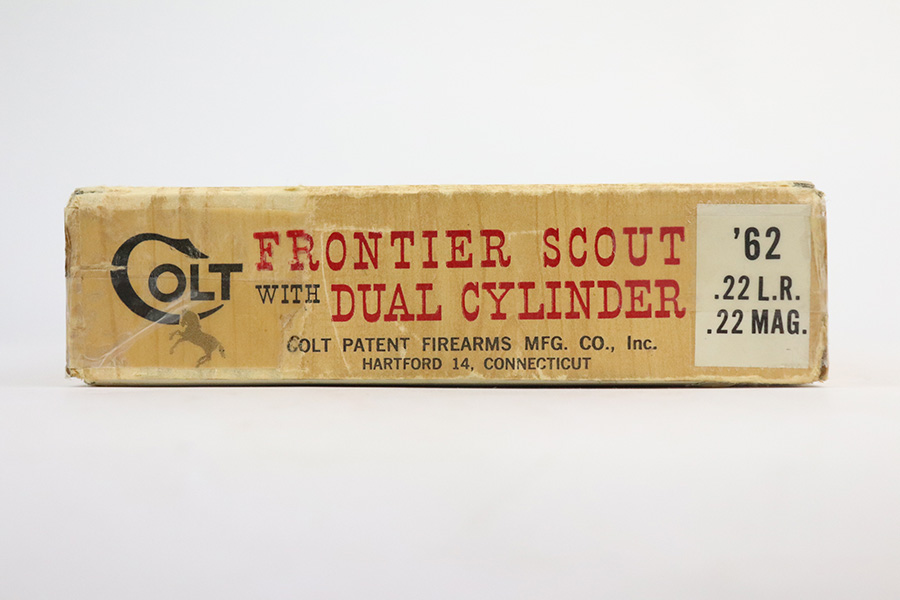 COLT
FRONTIER SCOUT
WITH DUAL CYLINDER
COLT PATENT FIREARMS MFG. CO., Inc.
HARTFORD 14, CONNECTICUT
'62
.22 L.R.
.22 MAG.